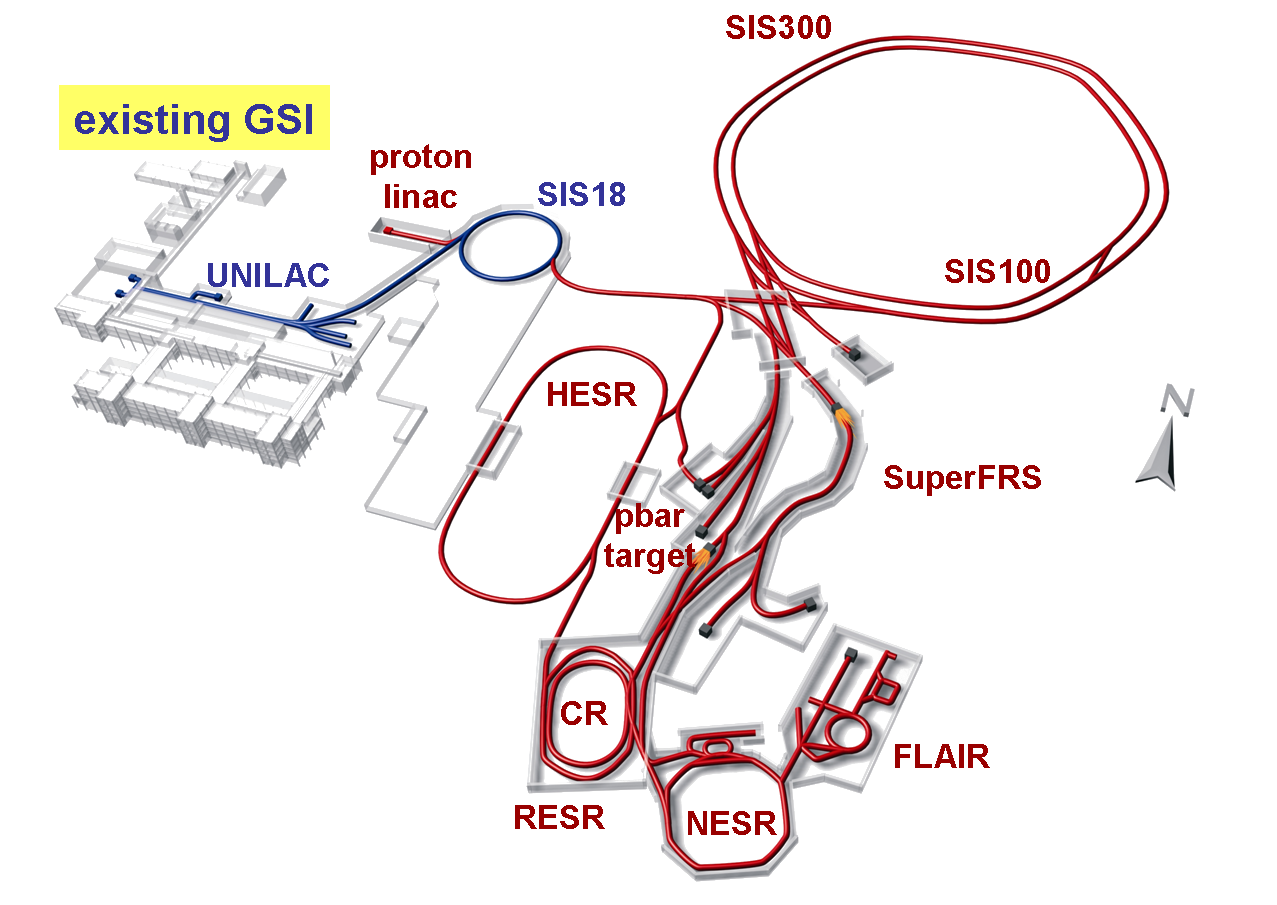 SIS300
existing GSI
proton
linac
SIS18
UNILAC
SIS100
HESR
N
SuperFRS
pbar
target
CR
FLAIR
RESR
NESR